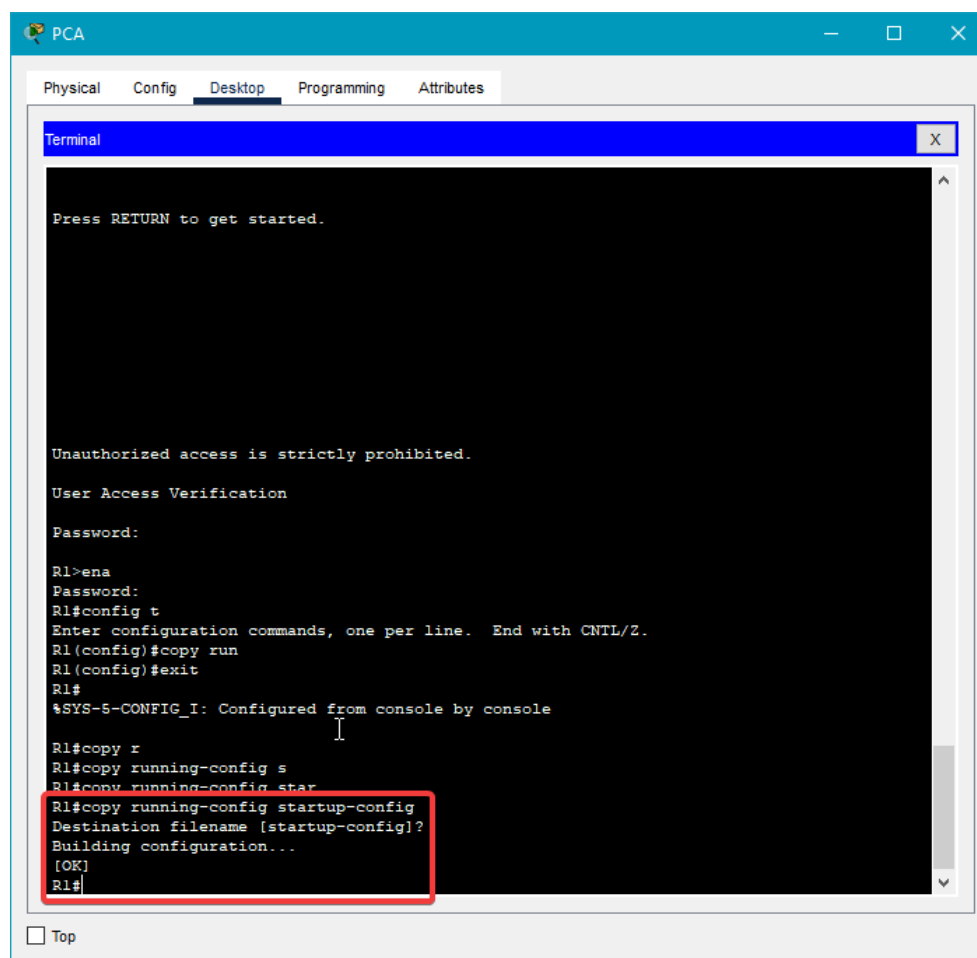 PCA
Physical Config Desktop Programming Attributes
Terminal
X
Press RETURN to get started.
Unauthorized access is strictly prohibited.
User Access Verification
Password:
R1>ena
Password:
R1#config t
Enter configuration commands, one per line. End with CNTL/Z.
R1(config)#copy run
R1(config)#exit
R1#
%SYS-5-CONFIG_I: Configured from console by console
R1#copy r
R1#copy running-config s
R1#copy running-config star
R1#copy running-config startup-config
Destination filename [startup-config]?
Building configuration...
[OK]
R1#
Top